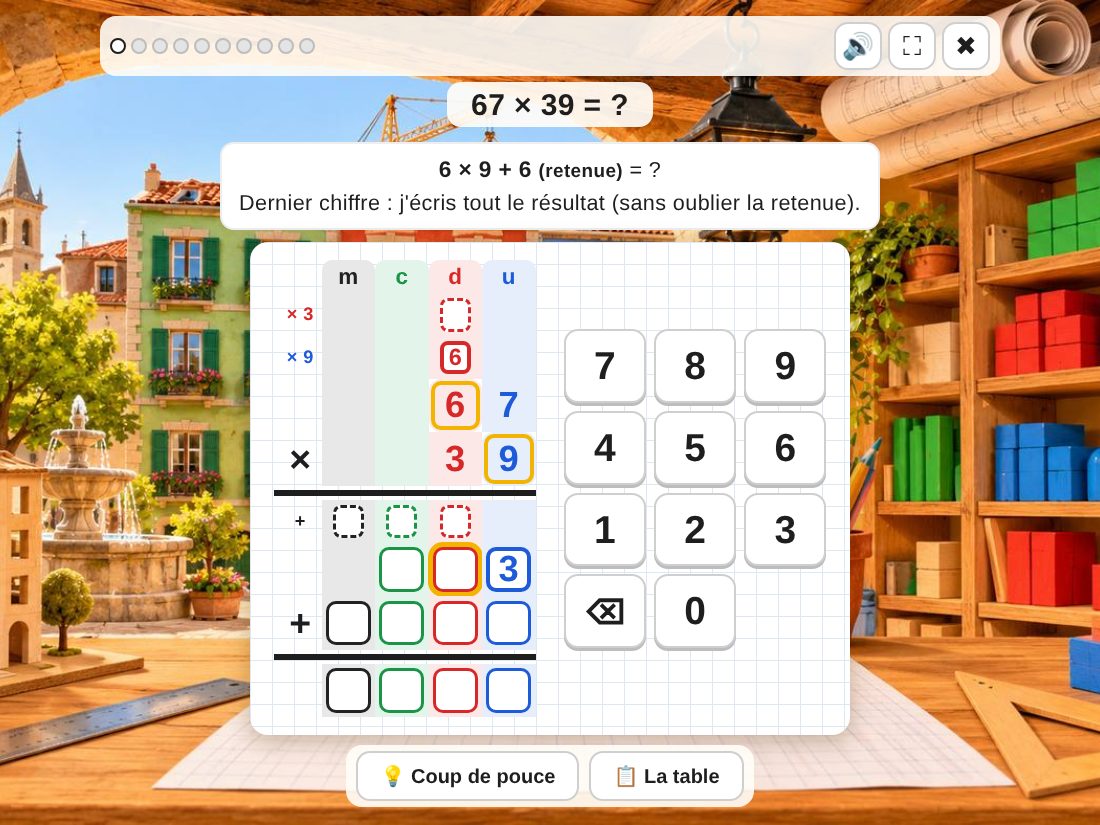 67 × 39 = ?
6 × 9 + 6 (retenue) = ?
Dernier chiffre : j'écris tout le résultat (sans oublier la retenue).
m c d u
× 3
× 9 6
6 7
× 3 9
+
3
+
7 8 9
4 5 6
1 2 3
0
Coup de pouce
La table